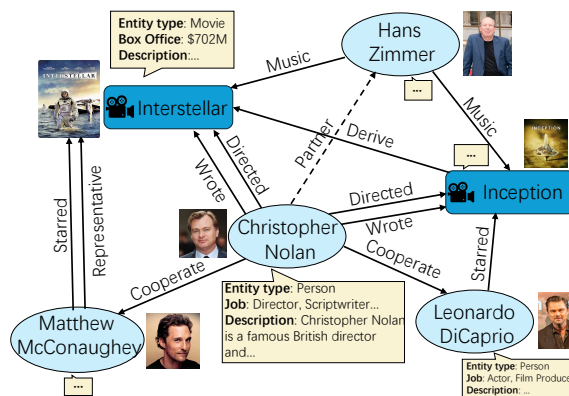 Entity type: Movie
Box Office: $702M
Description:...
Hans
Zimmer
...
INTERSTELLAR
Interstellar
Music
Music
Derive
Partner
...
INCEPTION
Inception
Wrote
Directed
Directed
Wrote
Christopher
Nolan
Starred
Representative
Cooperate
Cooperate
Starred
Entity type: Person
Job: Director, Scriptwriter...
Description: Christopher Nolan
is a famous British director
and...
Matthew
McConaughey
...
Leonardo
DiCaprio
Entity type: Person
Job: Actor, Film Produce
Description: ...